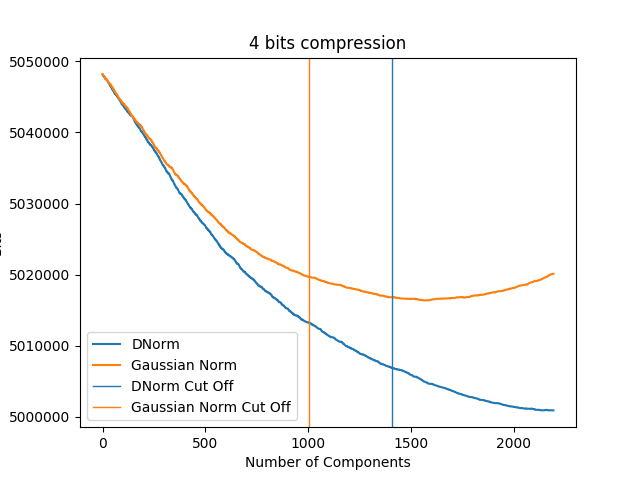 4 bits compression
5050000
5040000
5030000
5020000
5010000
5000000
DNorm
Gaussian Norm
DNorm Cut Off
Gaussian Norm Cut Off
0 500 1000 1500 2000
Number of Components